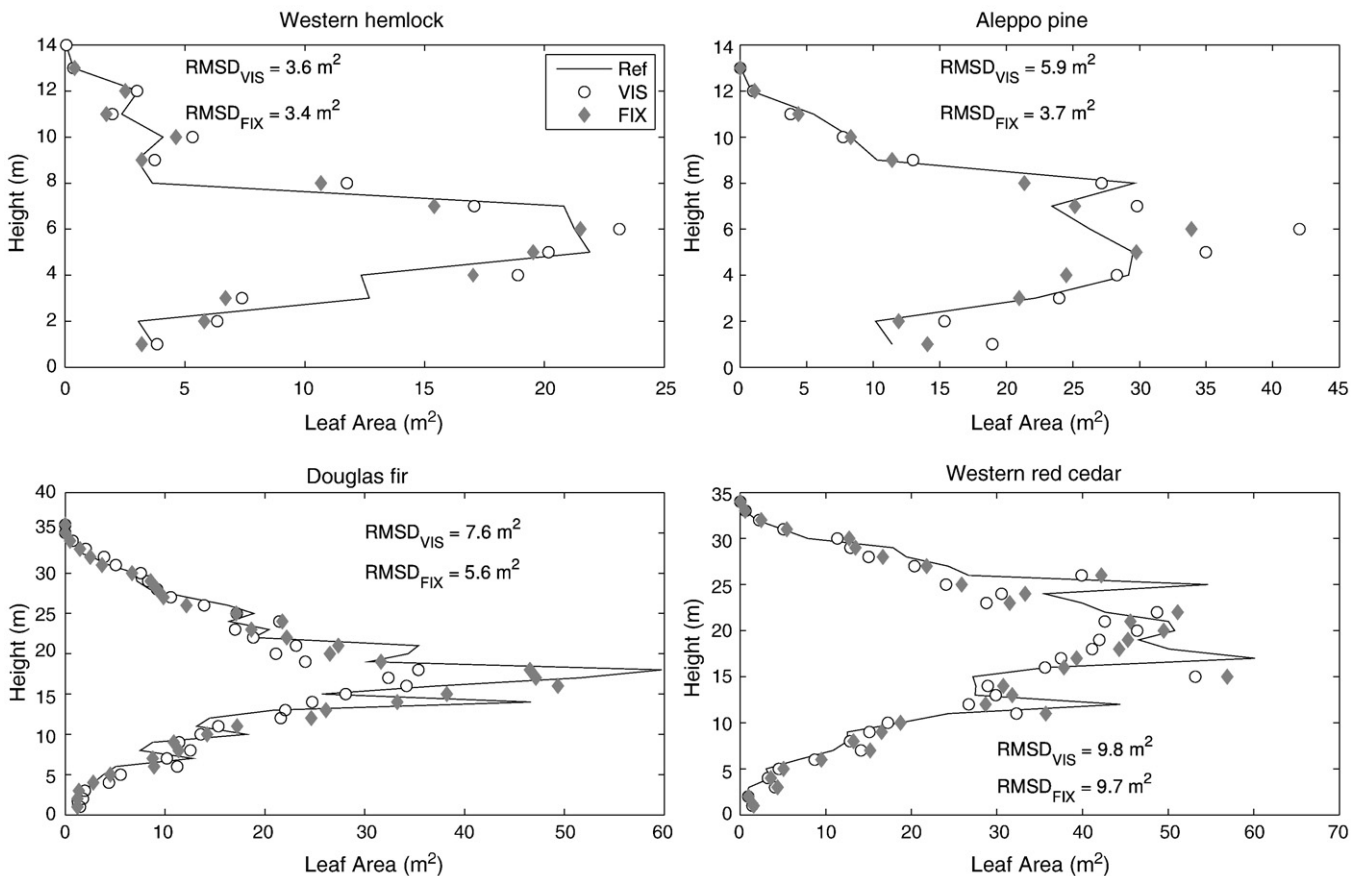 Western hemlock
14
12
10
8
6
4
2
0
Height (m)
RMSD_VIS = 3.6 m²
RMSD_FIX = 3.4 m²
Ref
VIS
FIX
0 5 10 15 20 25
Leaf Area (m²)
Aleppo pine
14
12
10
8
6
4
2
0
Height (m)
RMSD_VIS = 5.9 m²
RMSD_FIX = 3.7 m²
0 5 10 15 20 25 30 35 40 45
Leaf Area (m²)
Douglas fir
40
35
30
25
20
15
10
5
0
Height (m)
RMSD_VIS = 7.6 m²
RMSD_FIX = 5.6 m²
0 10 20 30 40 50 60
Leaf Area (m²)
Western red cedar
35
30
25
20
15
10
5
0
Height (m)
RMSD_VIS = 9.8 m²
RMSD_FIX = 9.7 m²
0 10 20 30 40 50 60 70
Leaf Area (m²)